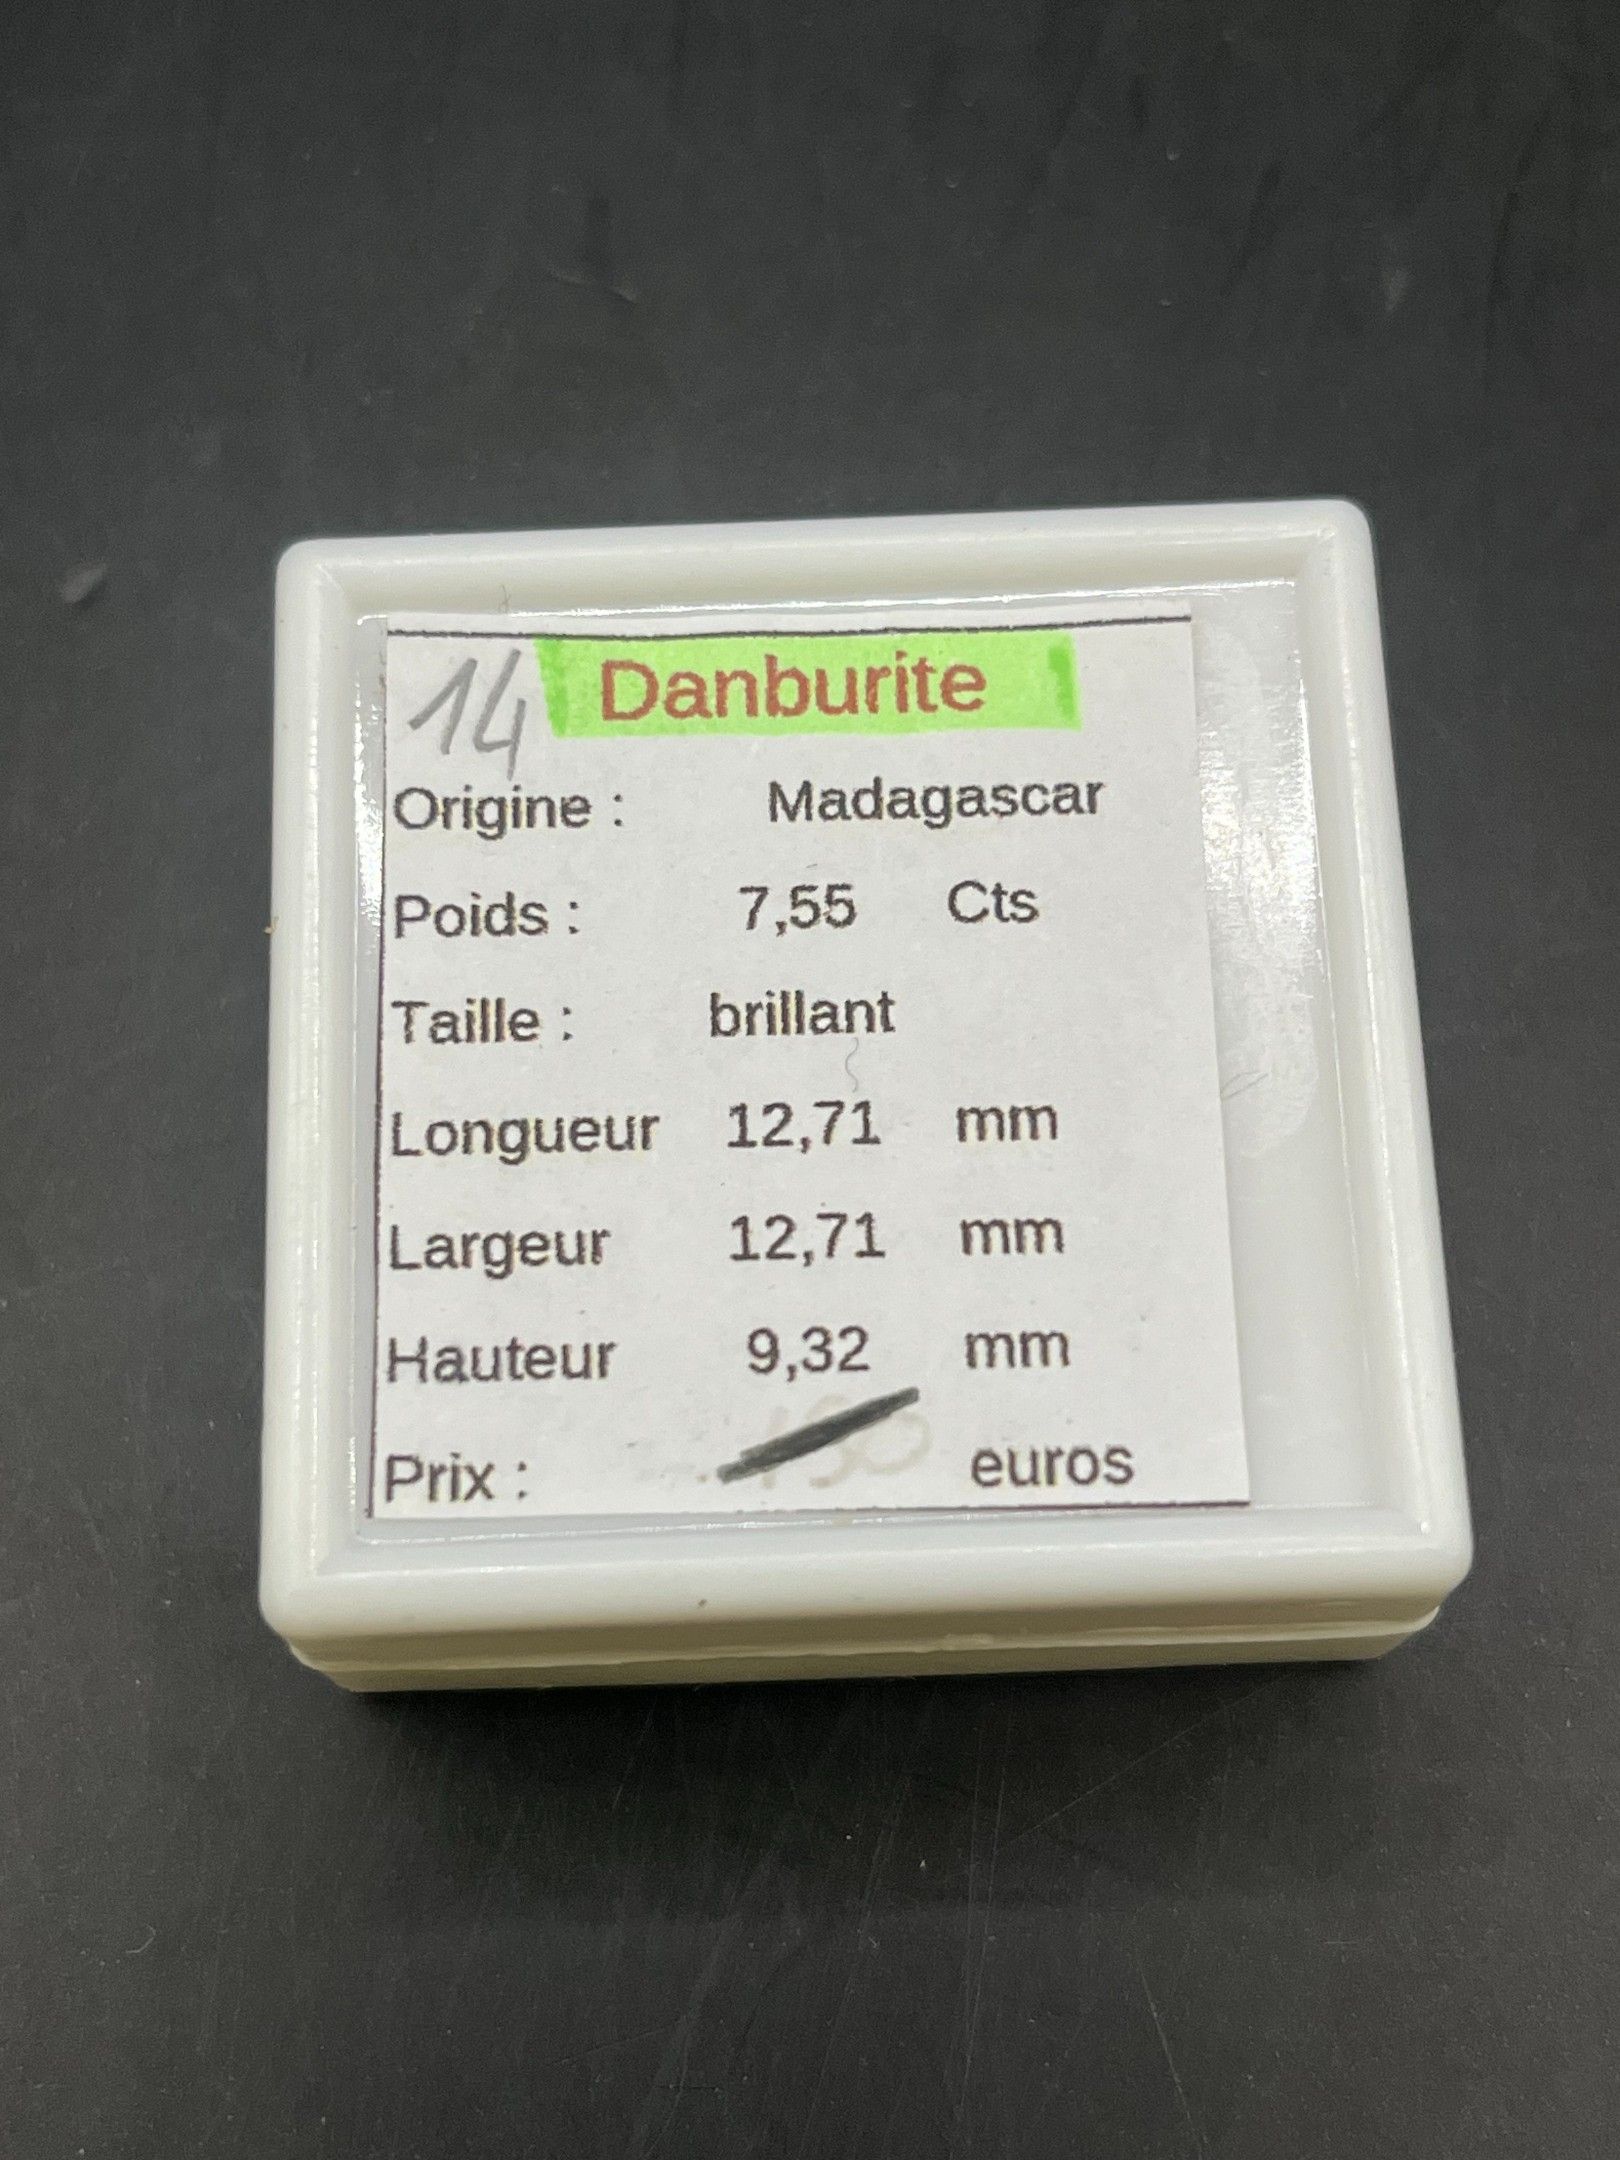 14 Danburite
Origine : Madagascar
Poids : 7,55 Cts
Taille : brillant
Longueur 12,71 mm
Largeur 12,71 mm
Hauteur 9,32 mm
Prix : euros